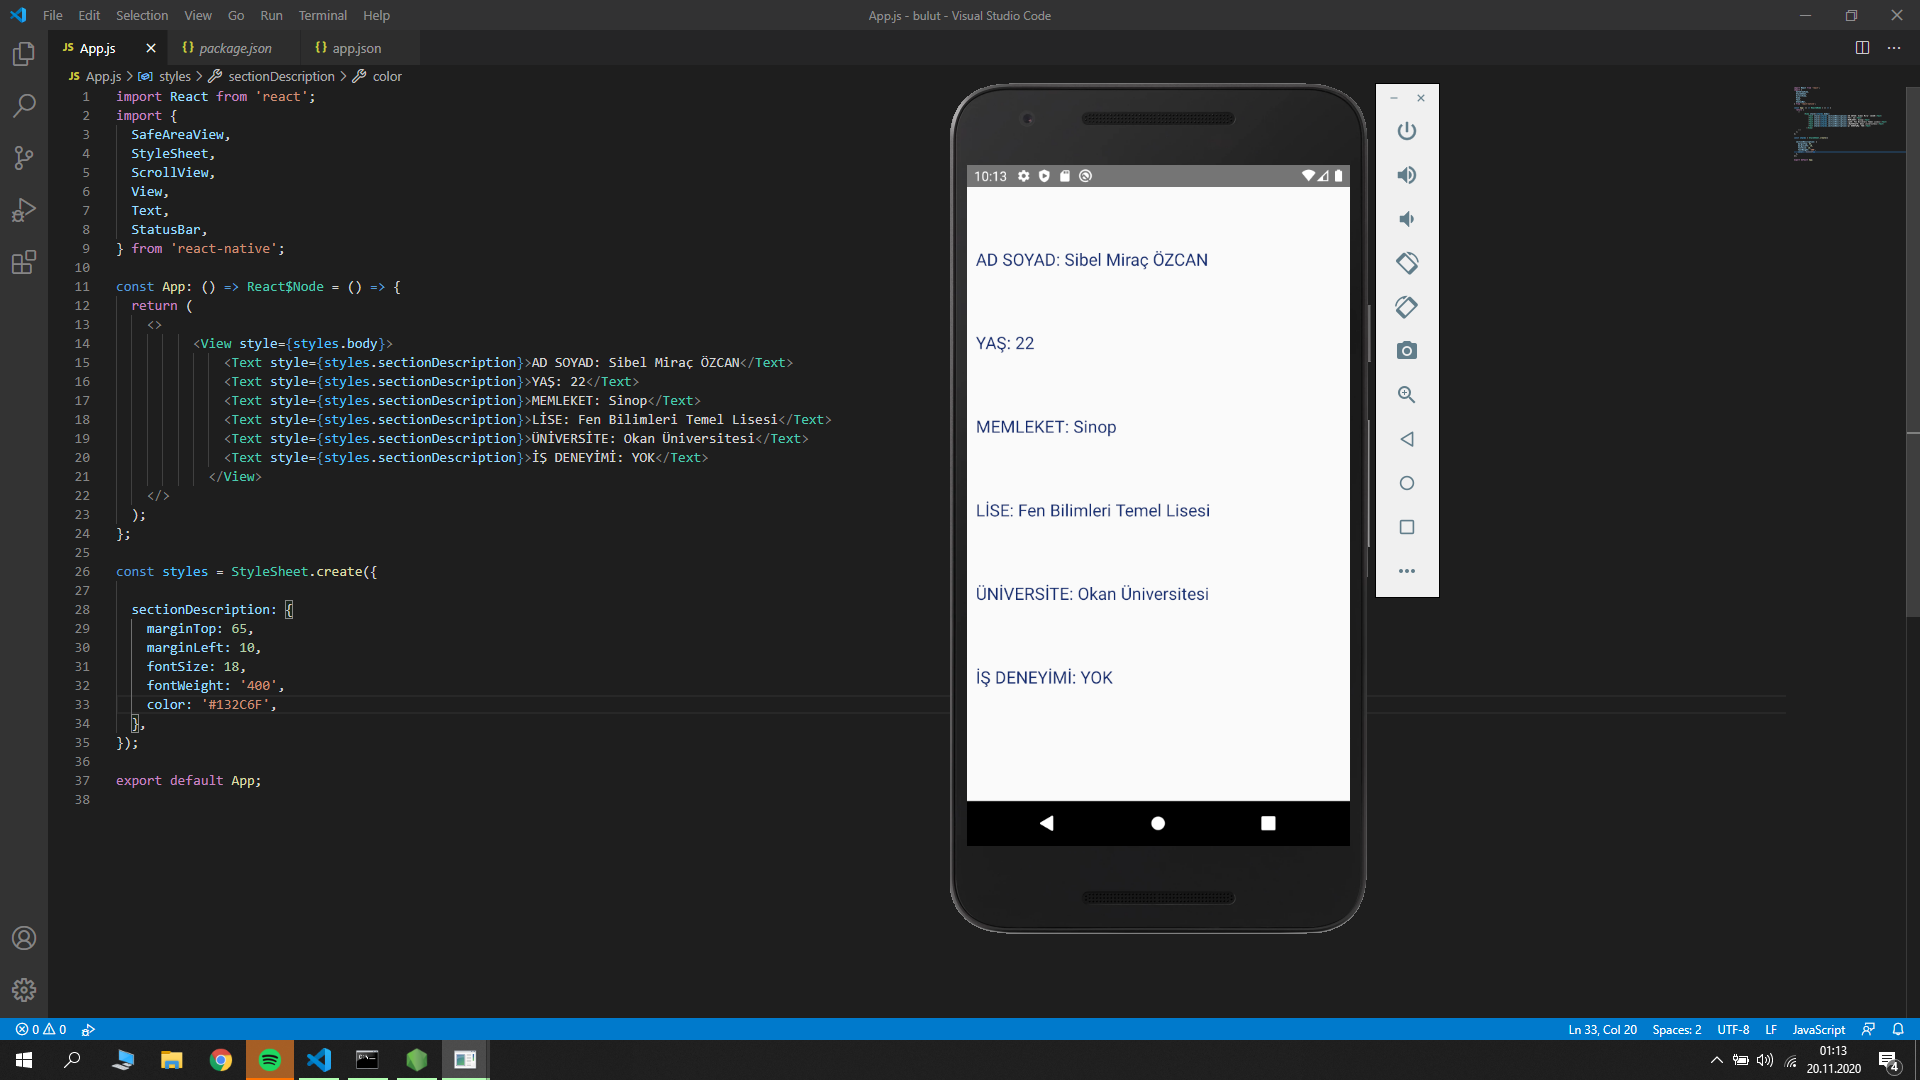 File Edit Selection View Go Run Terminal Help
App.js - bulut - Visual Studio Code
JS App.js
{} package.json
{} app.json
JS App.js > styles > sectionDescription > color
1 import React from 'react';
2 import {
3 SafeAreaView,
4 StyleSheet,
5 ScrollView,
6 View,
7 Text,
8 StatusBar,
9 } from 'react-native';
10
11 const App: () => React$Node = () => {
12 return (
13 <>
14 <View style={styles.body}>
15 <Text style={styles.sectionDescription}>AD SOYAD: Sibel Miraç ÖZCAN</Text>
16 <Text style={styles.sectionDescription}>YAŞ: 22</Text>
17 <Text style={styles.sectionDescription}>MEMLEKET: Sinop</Text>
18 <Text style={styles.sectionDescription}>LİSE: Fen Bilimleri Temel Lisesi</Text>
19 <Text style={styles.sectionDescription}>ÜNİVERSİTE: Okan Üniversitesi</Text>
20 <Text style={styles.sectionDescription}>İŞ DENEYİMİ: YOK</Text>
21 </View>
22 </>
23 );
24 };
25
26 const styles = StyleSheet.create({
27
28 sectionDescription: {
29 marginTop: 65,
30 marginLeft: 10,
31 fontSize: 18,
32 fontWeight: '400',
33 color: '#132C6F',
34 },
35 });
36
37 export default App;
38
10:13
AD SOYAD: Sibel Miraç ÖZCAN
YAŞ: 22
MEMLEKET: Sinop
LİSE: Fen Bilimleri Temel Lisesi
ÜNİVERSİTE: Okan Üniversitesi
İŞ DENEYİMİ: YOK
0 0
Ln 33, Col 20 Spaces: 2 UTF-8 LF JavaScript
01:13
20.11.2020
4